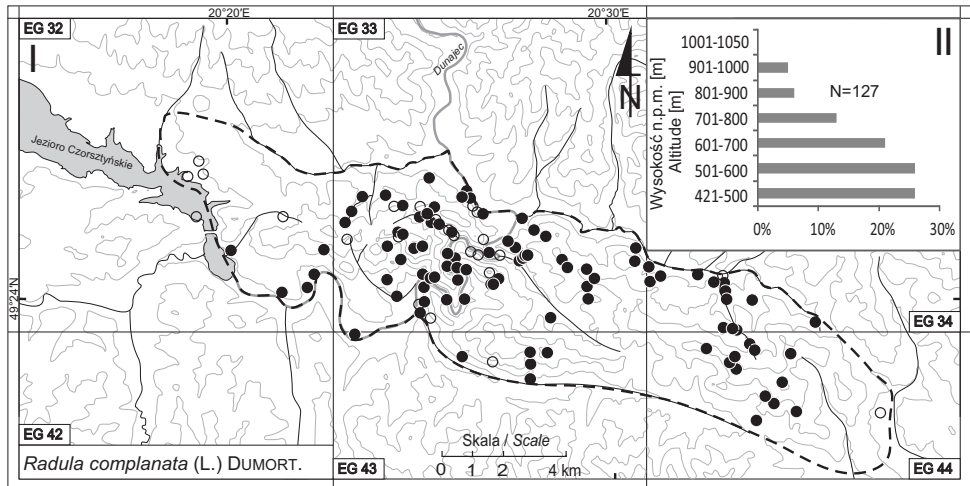 20°20'E
20°30'E
EG 32
EG 33
I
II
Dunajec
N
Jezioro Czorsztyńskie
Wysokość n.p.m. [m]
Altitude [m]
1001-1050
901-1000
801-900
701-800
601-700
501-600
421-500
N=127
0%
10%
20%
30%
49°24'N
EG 34
EG 42
Radula complanata (L.) DUMORT.
Skala / Scale
0 1 2 4 km
EG 43
EG 44